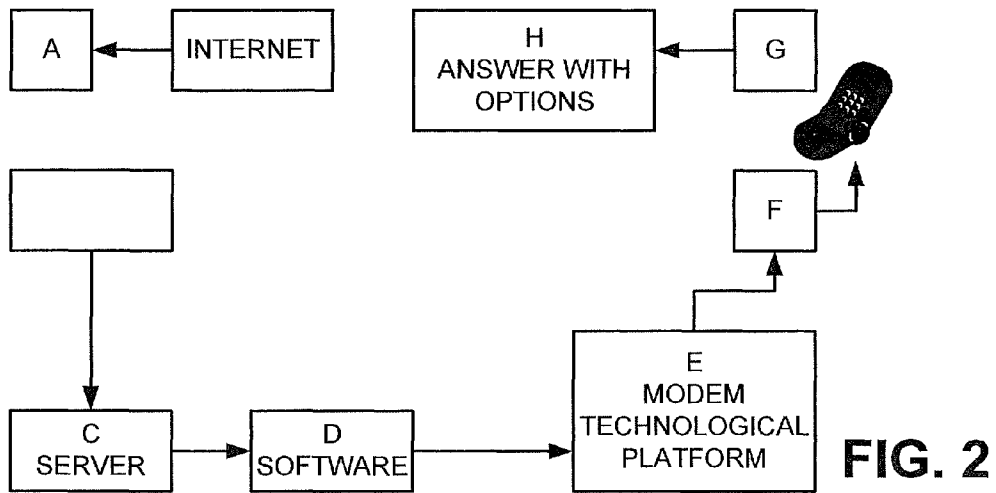 A
INTERNET
H
ANSWER WITH
OPTIONS
G
F
E
MODEM
TECHNOLOGICAL
PLATFORM
C
SERVER
D
SOFTWARE
FIG. 2